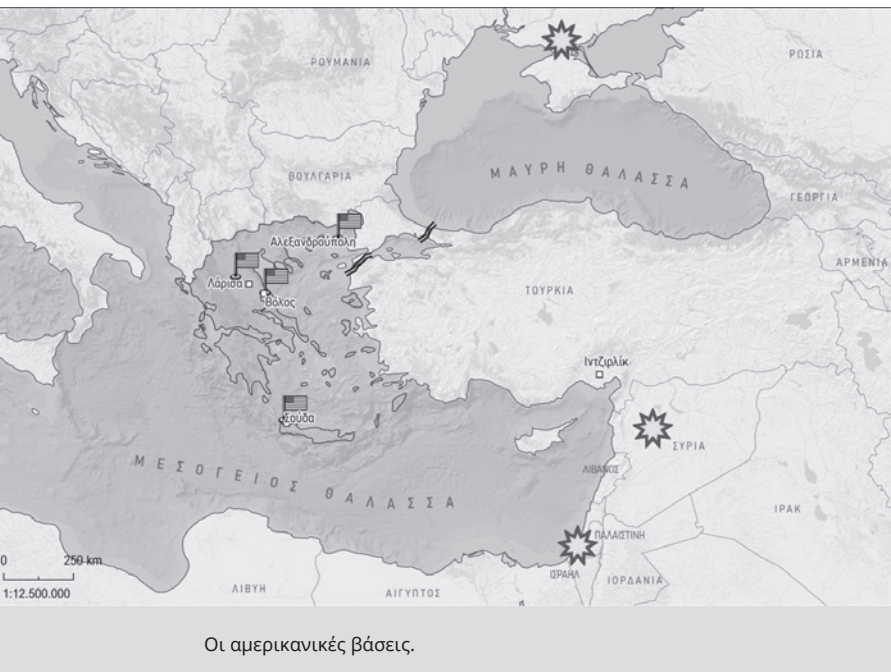 ΡΟΥΜΑΝΙΑ
ΡΩΣΙΑ
ΜΑΥΡΗ ΘΑΛΑΣΣΑ
ΒΟΥΛΓΑΡΙΑ
ΓΕΩΡΓΙΑ
Αλεξανδρούπολη
ΑΡΜΕΝΙΑ
Λάρισα
Βόλος
ΤΟΥΡΚΙΑ
Ιντζιρλίκ
Σούδα
ΣΥΡΙΑ
ΜΕΣΟΓΕΙΟΣ ΘΑΛΑΣΣΑ
ΛΙΒΑΝΟΣ
ΙΡΑΚ
ΠΑΛΑΙΣΤΙΝΗ
0 250 km
ΙΣΡΑΗΛ
ΙΟΡΔΑΝΙΑ
1:12.500.000
ΛΙΒΥΗ
ΑΙΓΥΠΤΟΣ
Οι αμερικανικές βάσεις.